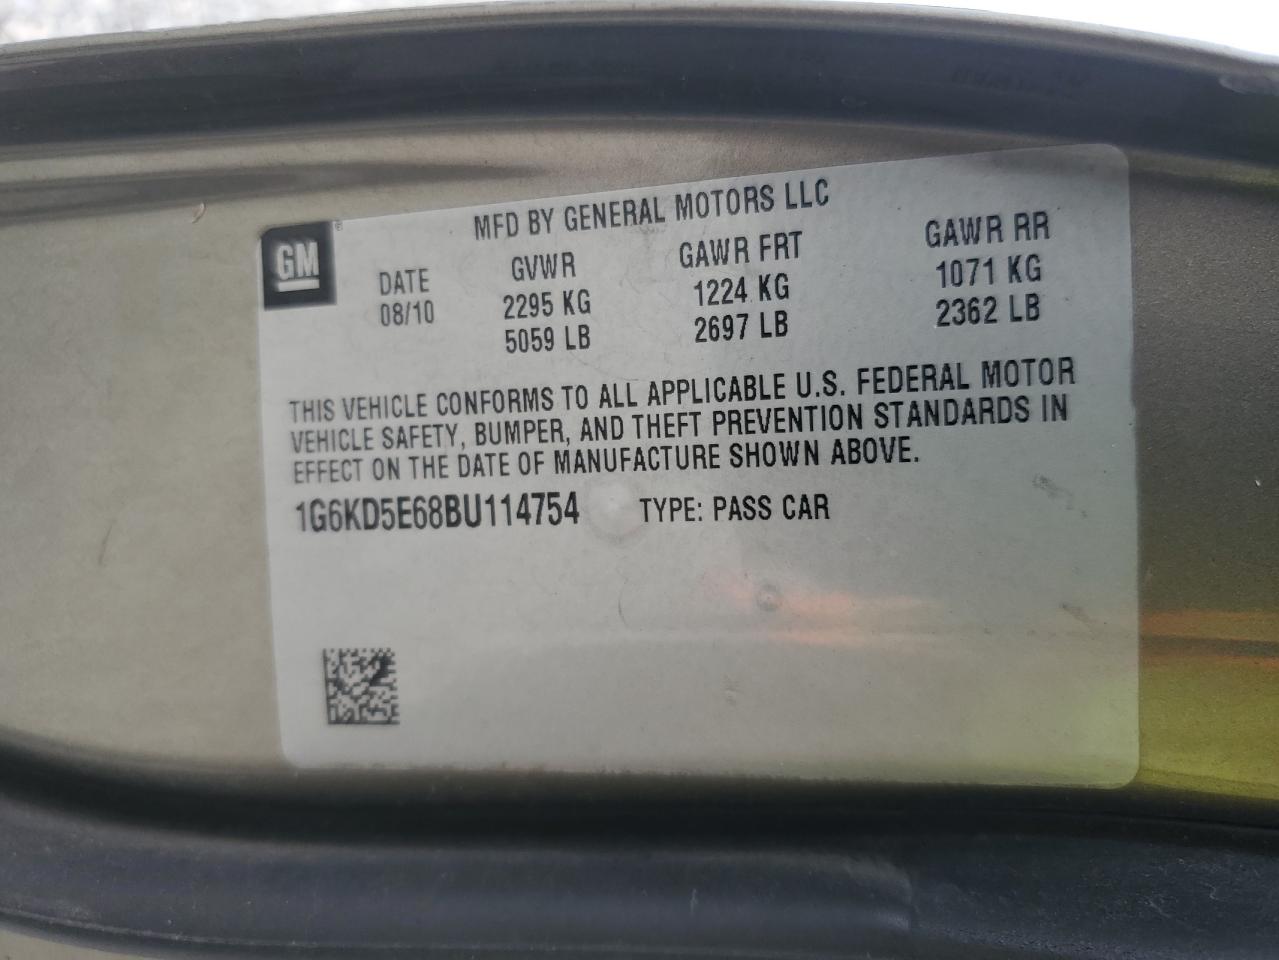 GM
MFD BY GENERAL MOTORS LLC
DATE GVWR GAWR FRT GAWR RR
08/10 2295 KG 1224 KG 1071 KG
5059 LB 2697 LB 2362 LB
THIS VEHICLE CONFORMS TO ALL APPLICABLE U.S. FEDERAL MOTOR
VEHICLE SAFETY, BUMPER, AND THEFT PREVENTION STANDARDS IN
EFFECT ON THE DATE OF MANUFACTURE SHOWN ABOVE.
1G6KD5E68BU114754 TYPE: PASS CAR